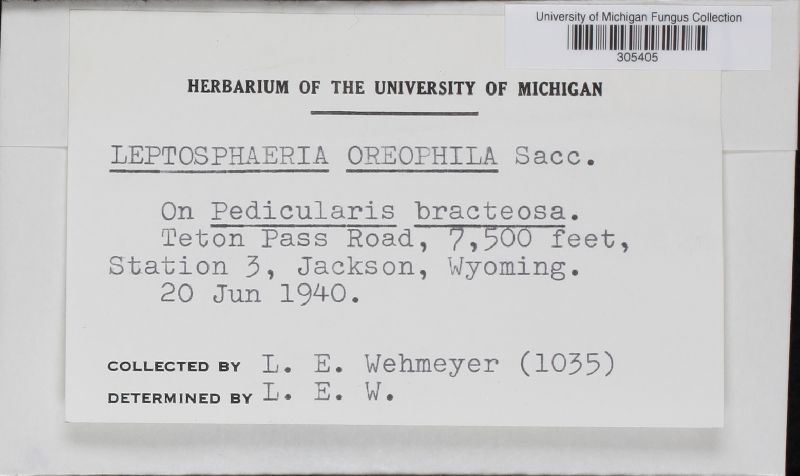 University of Michigan Fungus Collection
305405
HERBARIUM OF THE UNIVERSITY OF MICHIGAN
LEPTOSPHAERIA OREOPHILA Sacc.
On Pedicularis bracteosa.
Teton Pass Road, 7,500 feet,
Station 3, Jackson, Wyoming.
20 Jun 1940.
COLLECTED BY L. E. Wehmeyer (1035)
DETERMINED BY L. E. W.